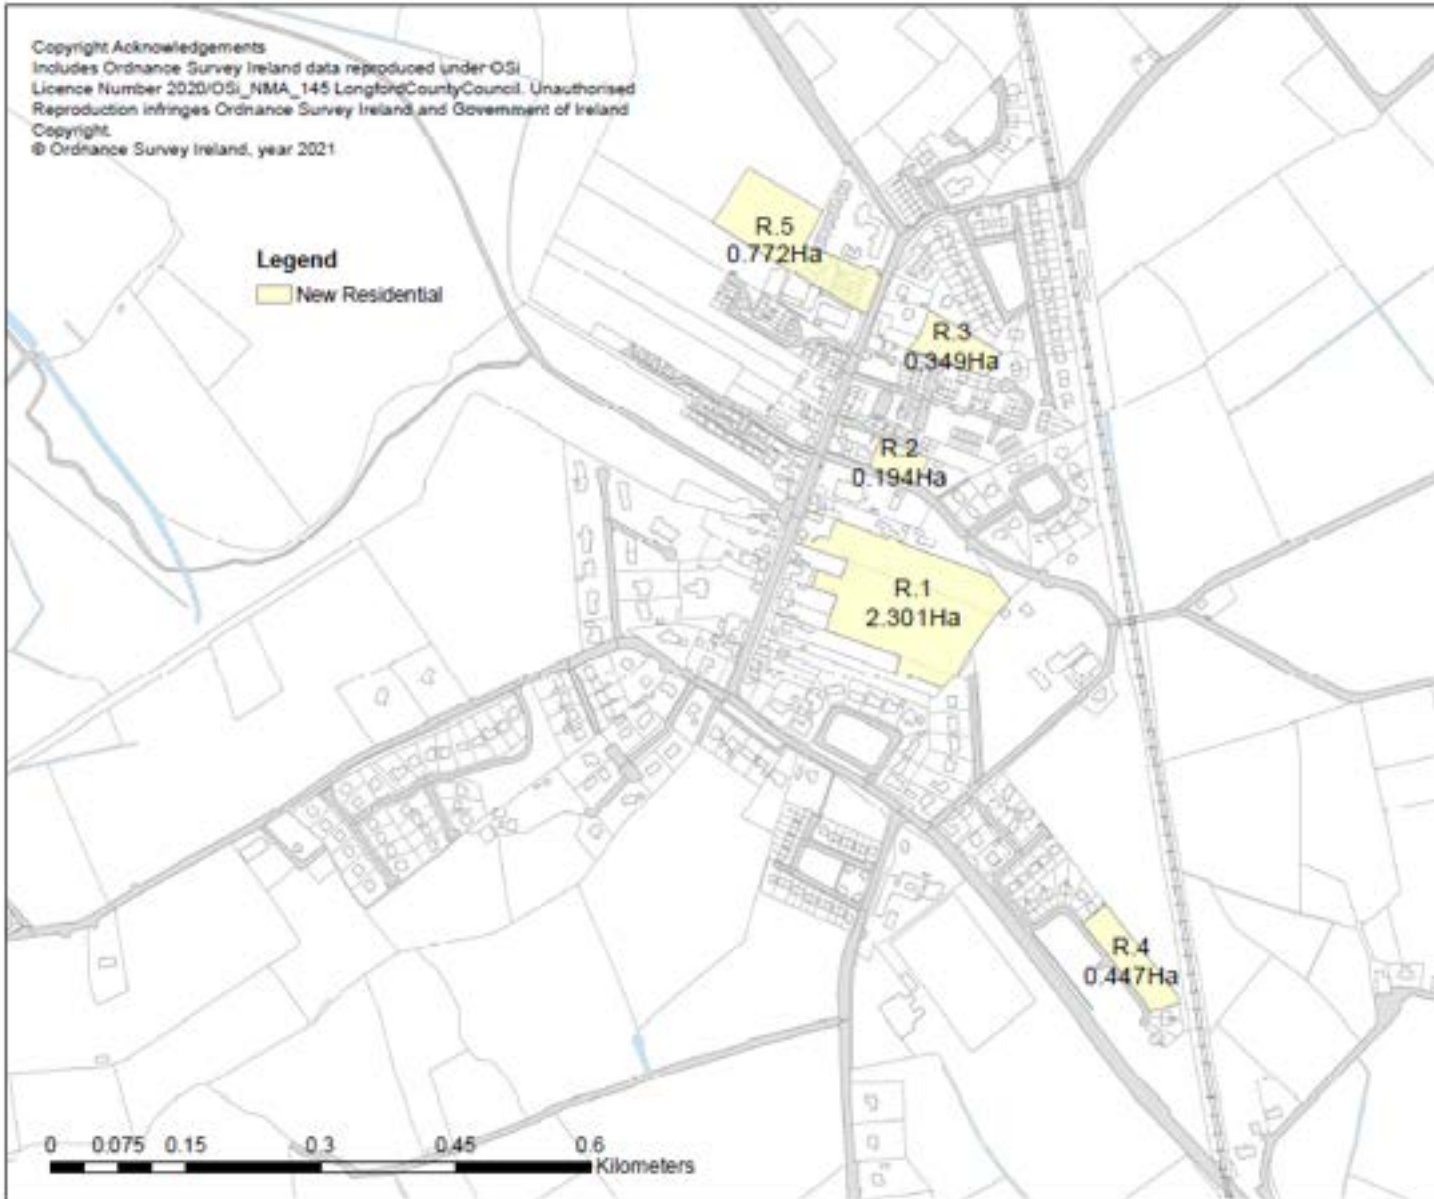 Copyright Acknowledgements
Includes Ordnance Survey Ireland data reproduced under OSi
Licence Number 2020/OSi_NMA_145 LongfordCountyCouncil. Unauthorised
Reproduction infringes Ordnance Survey Ireland and Government of Ireland
Copyright.
© Ordnance Survey Ireland, year 2021
R.5
0.772Ha
Legend
New Residential
R.3
0.349Ha
R.2
0.194Ha
R.1
2.301Ha
R.4
0.447Ha
0 0.075 0.15 0.3 0.45 0.6
Kilometers